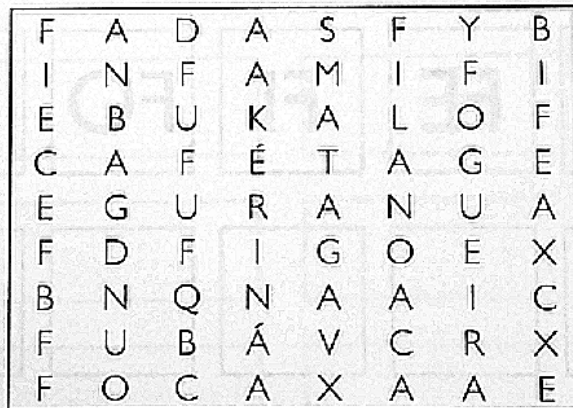 F A D A S F Y B
I N F A M I F I
E B U K A L O F
C A F É T A G E
E G U R A N U A
F D F I G O E X
B N Q N A A I C
F U B Á V C R X
F O C A X A A E